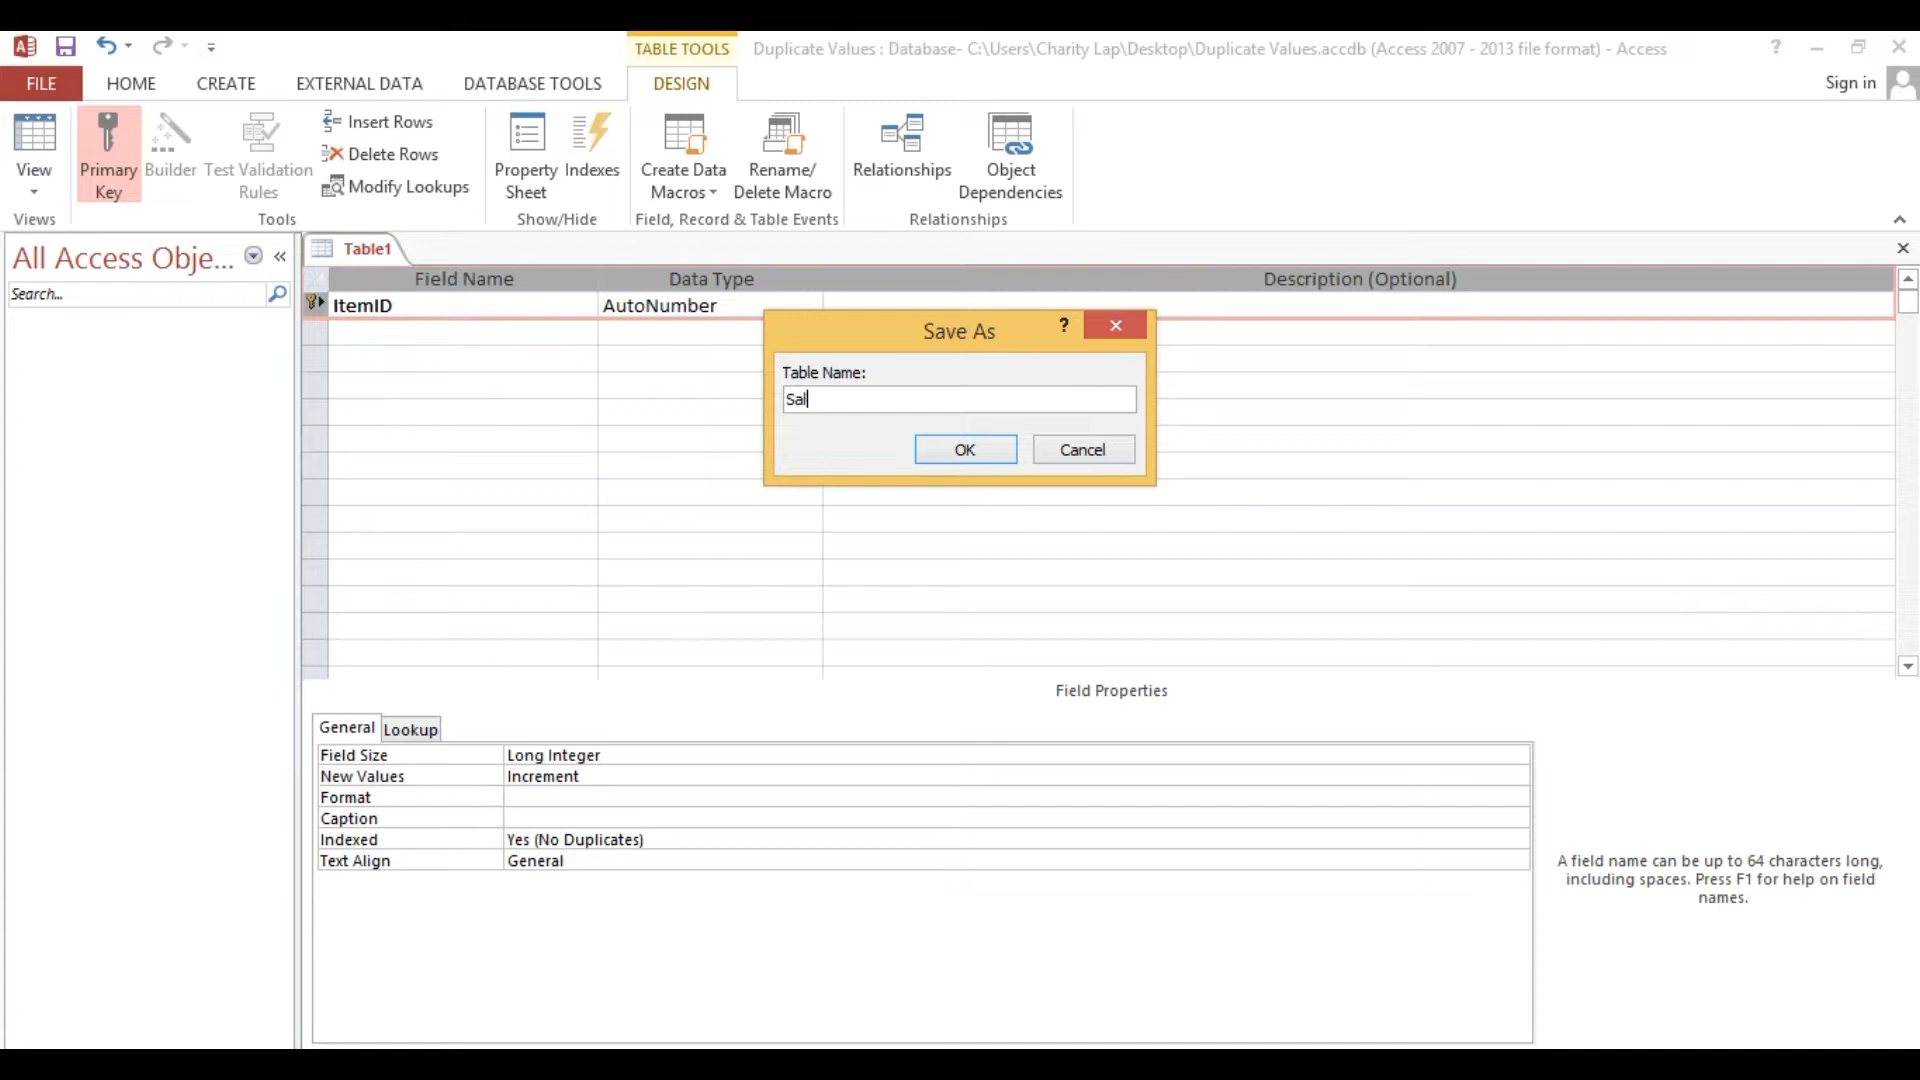 TABLE TOOLS
Duplicate Values : Database- C:\Users\Charity Lap\Desktop\Duplicate Values.accdb (Access 2007 - 2013 file format) - Access
?
FILE HOME CREATE EXTERNAL DATA DATABASE TOOLS DESIGN Sign in
View
Primary Key
Builder
Test Validation Rules
Insert Rows
Delete Rows
Modify Lookups
Property Sheet
Indexes
Create Data Macros
Rename/ Delete Macro
Relationships
Object Dependencies
Views Tools Show/Hide Field, Record & Table Events Relationships
All Access Obje... «
Search...
Table1
Field Name Data Type Description (Optional)
ItemID AutoNumber
Save As ?
Table Name:
Sal
OK Cancel
Field Properties
General Lookup
Field Size Long Integer
New Values Increment
Format
Caption
Indexed Yes (No Duplicates)
Text Align General
A field name can be up to 64 characters long,
including spaces. Press F1 for help on field
names.